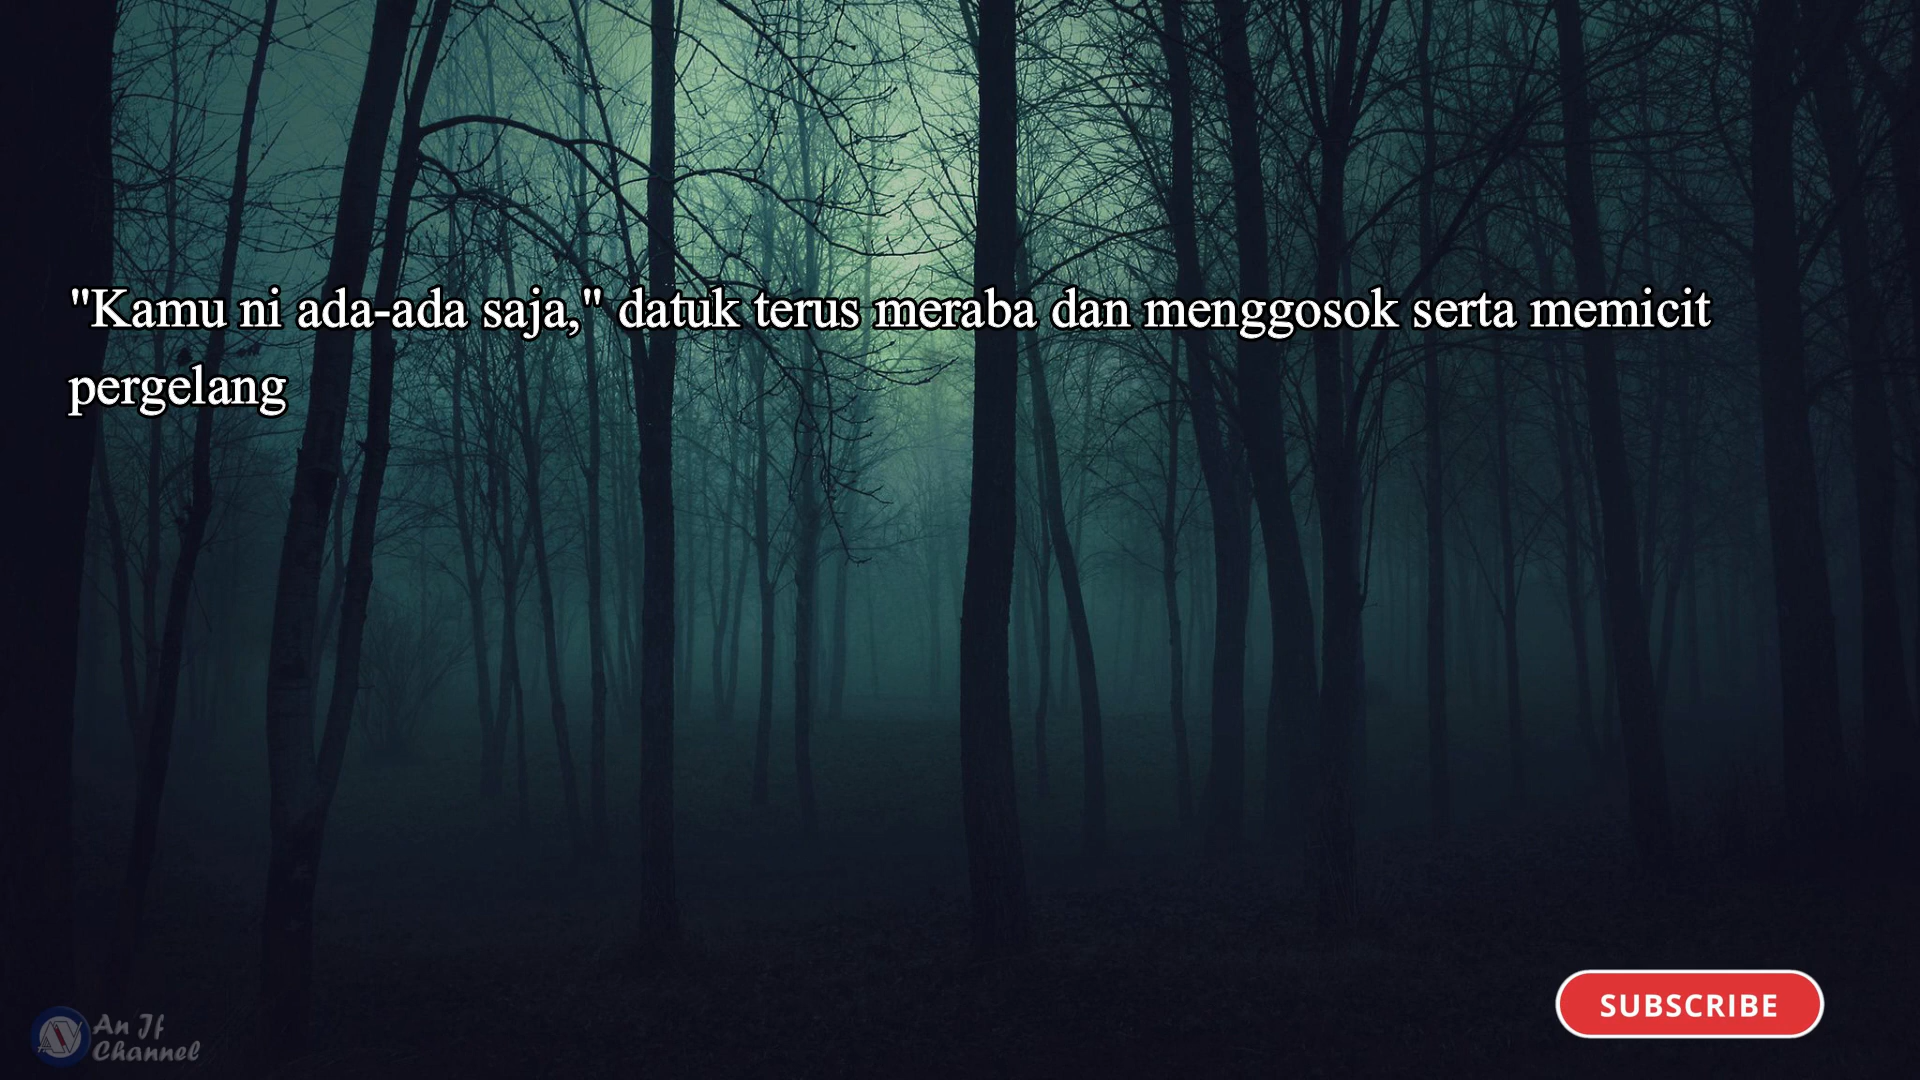 "Kamu ni ada-ada saja," datuk terus meraba dan menggosok serta memicit
pergelang
SUBSCRIBE
An Jf
Channel